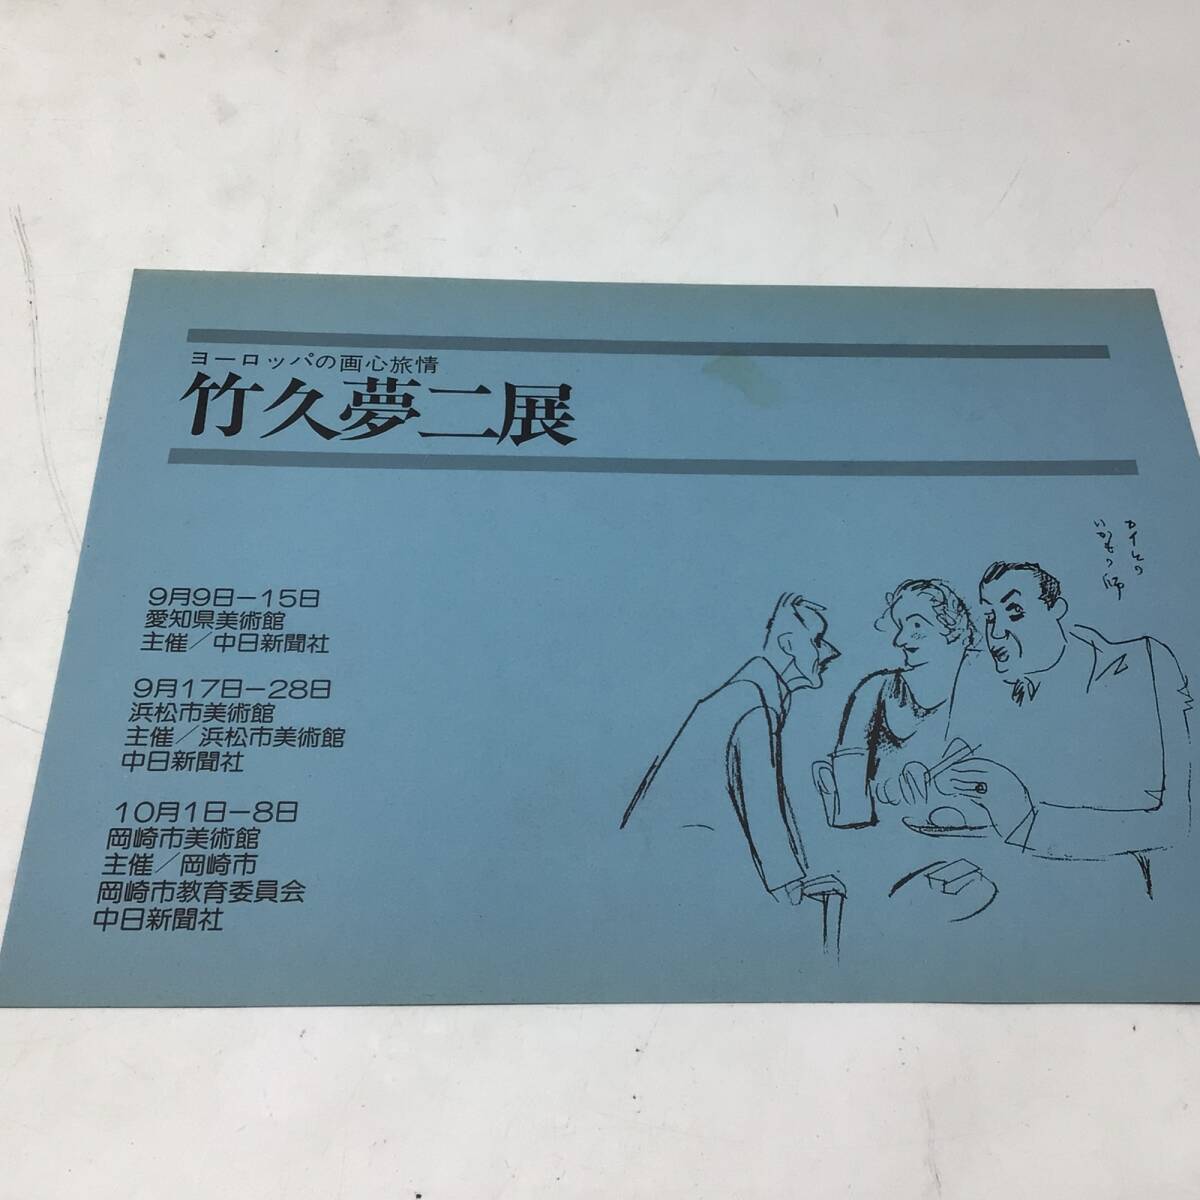 ヨーロッパの画心旅情
竹久夢二展
9月9日−15日
愛知県美術館
主催／中日新聞社
9月17日−28日
浜松市美術館
主催／浜松市美術館
中日新聞社
10月1日−8日
岡崎市美術館
主催／岡崎市
岡崎市教育委員会
中日新聞社